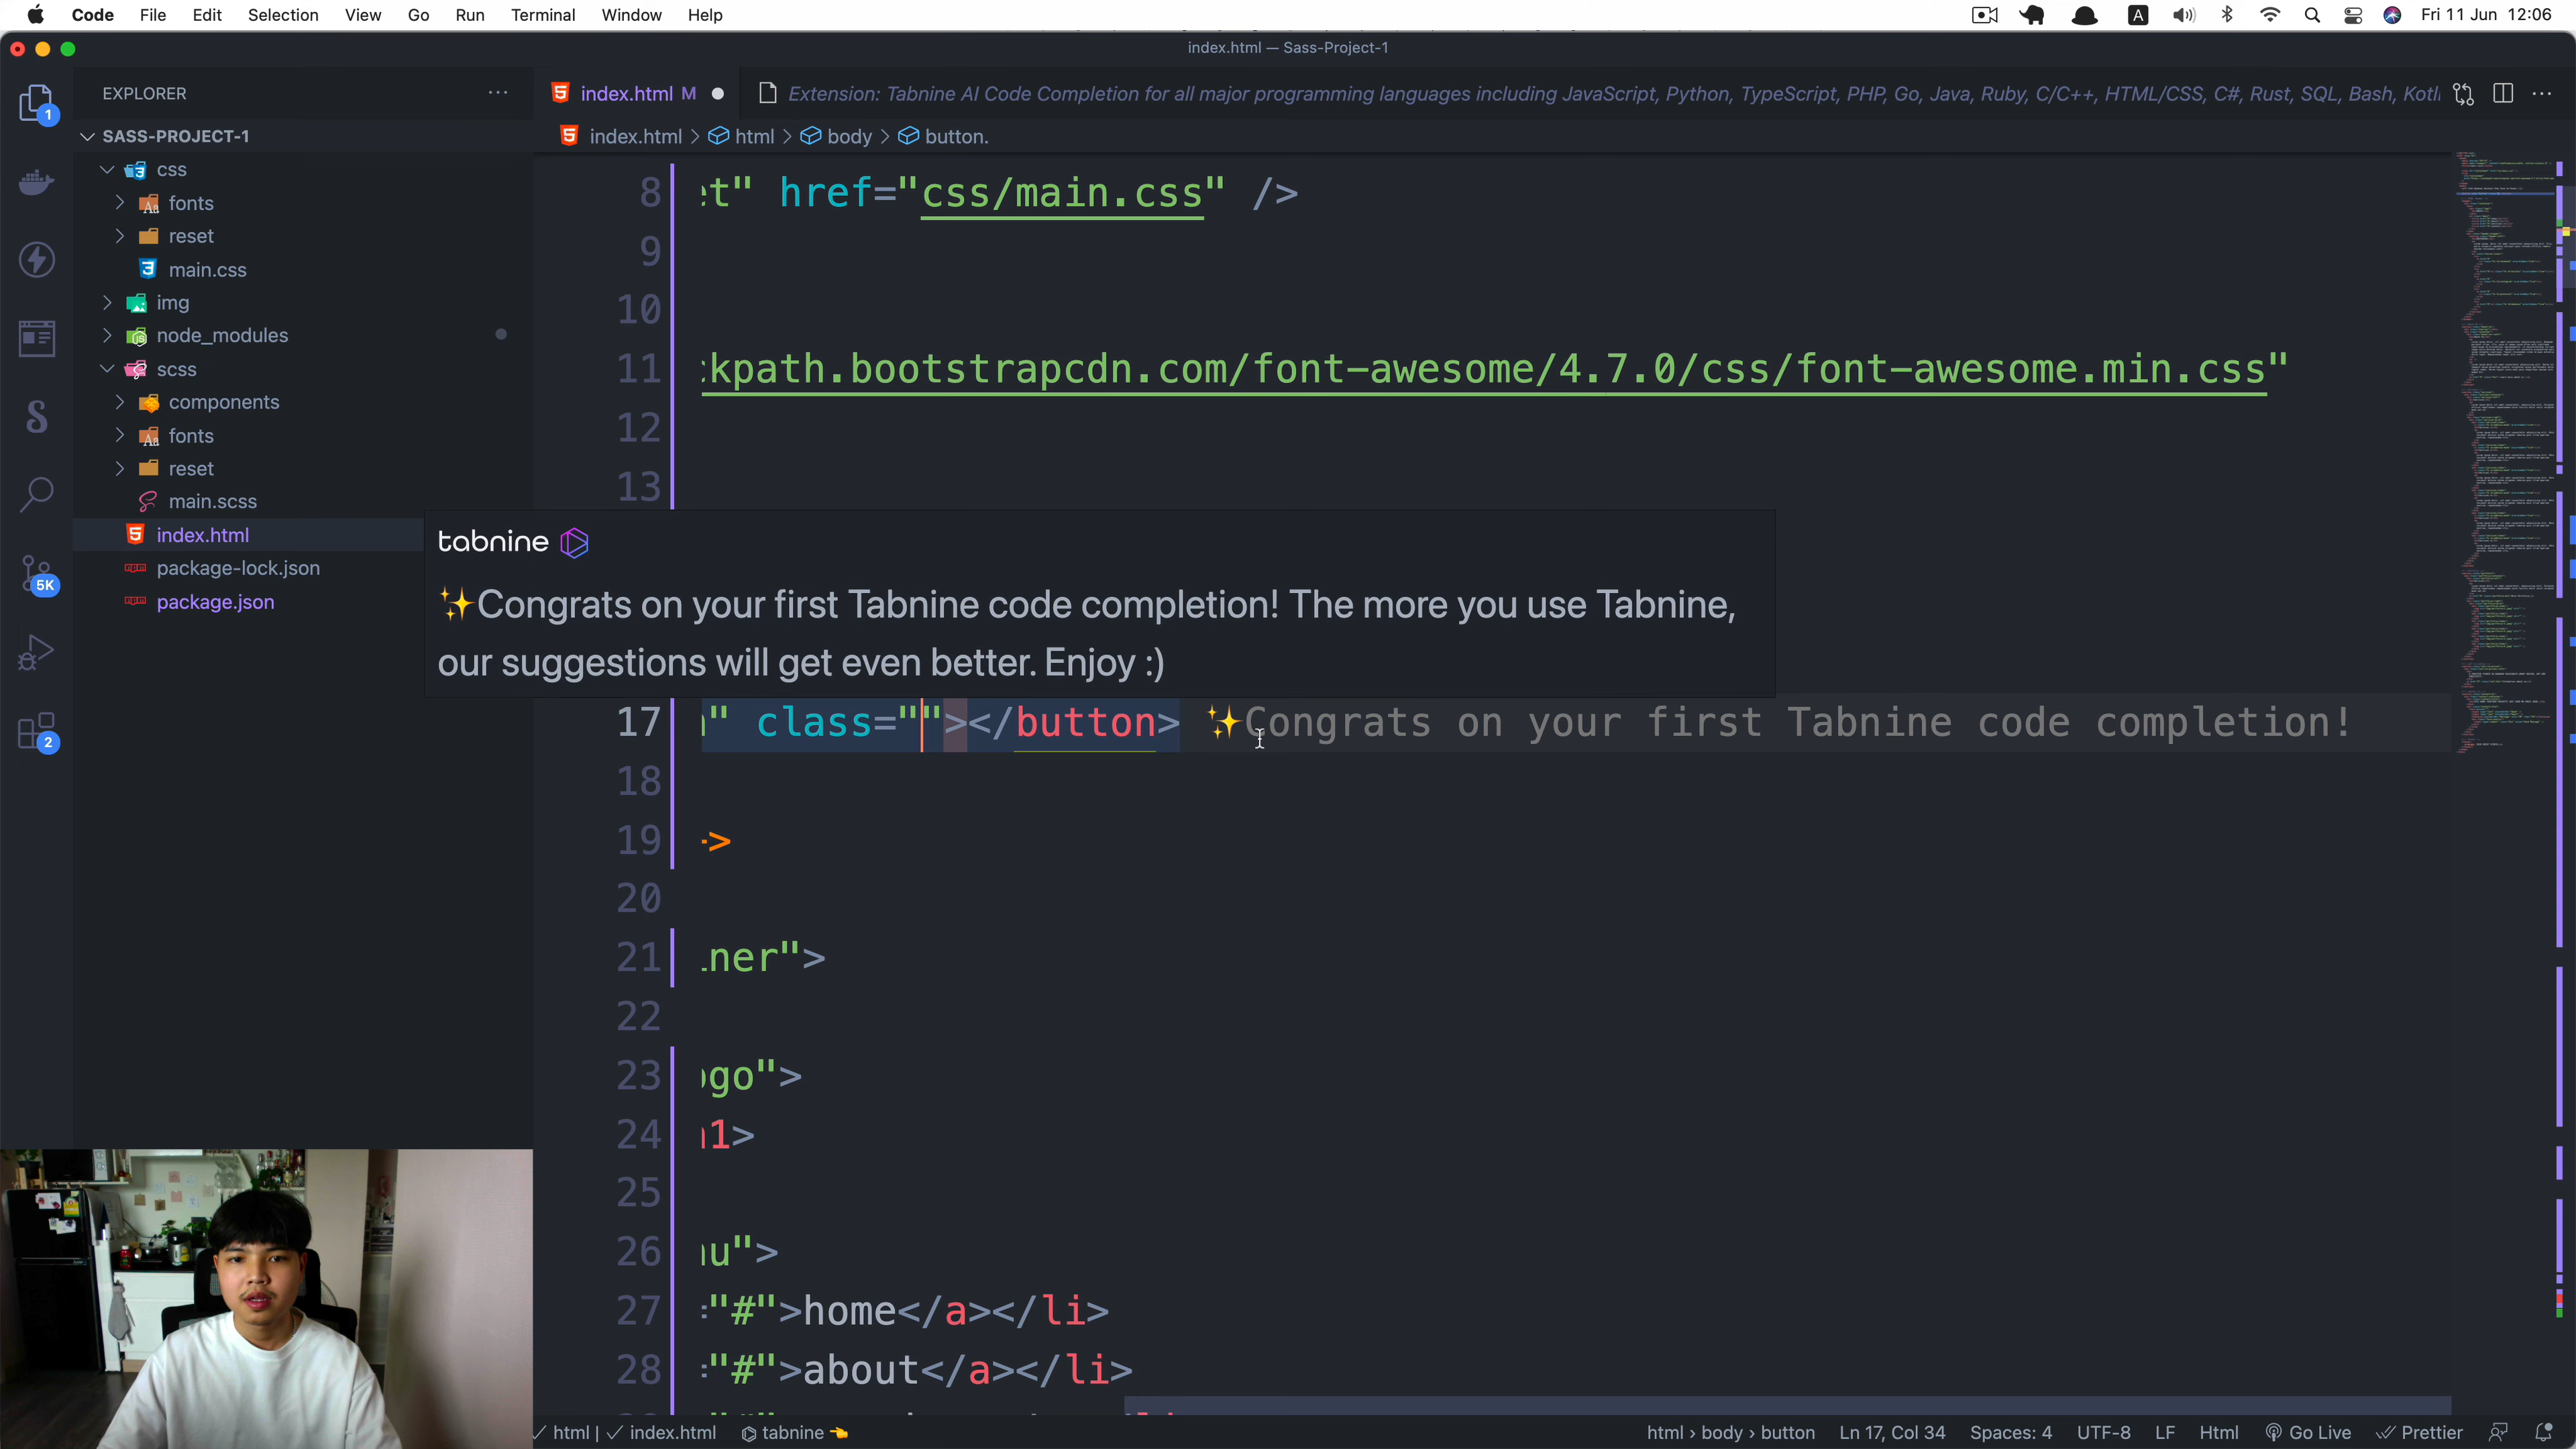 Code File Edit Selection View Go Run Terminal Window Help A Fri 11 Jun 12:06
index.html — Sass-Project-1
EXPLORER
index.html M
Extension: Tabnine AI Code Completion for all major programming languages including JavaScript, Python, TypeScript, PHP, Go, Java, Ruby, C/C++, HTML/CSS, C#, Rust, SQL, Bash, Kotl
index.html > html > body > button.
1
SASS-PROJECT-1
css
fonts
reset
main.css
img
node_modules
scss
components
fonts
reset
main.scss
index.html
package-lock.json
package.json
5K
2
8 et" href="css/main.css" />
9
10
11 ckpath.bootstrapcdn.com/font-awesome/4.7.0/css/font-awesome.min.css"
12
13
tabnine
✨Congrats on your first Tabnine code completion! The more you use Tabnine,
our suggestions will get even better. Enjoy :)
17 " class=""></button> ✨Congrats on your first Tabnine code completion!
18
19 ->
20
21 iner">
22
23 ogo">
24 h1>
25
26 nu">
27 ="#">home</a></li>
28 ="#">about</a></li>
html | index.html tabnine 👈 html › body › button Ln 17, Col 34 Spaces: 4 UTF-8 LF Html Go Live Prettier